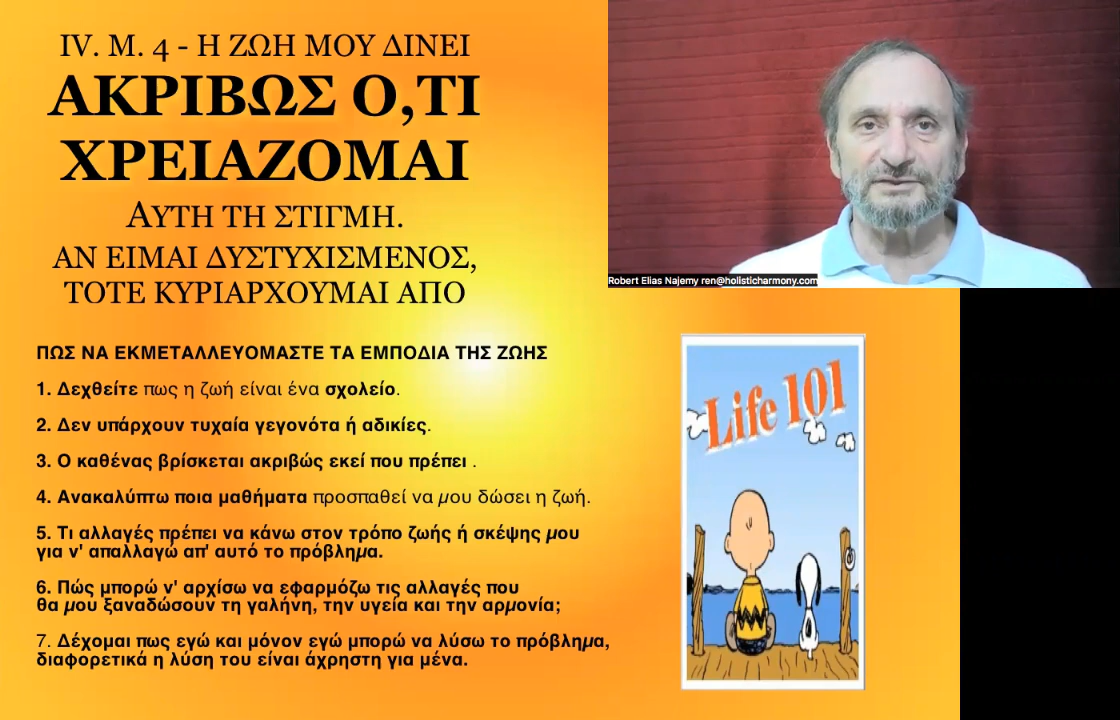 IV. M. 4 - Η ΖΩΗ ΜΟΥ ΔΙΝΕΙ
ΑΚΡΙΒΩΣ Ο,ΤΙ
ΧΡΕΙΑΖΟΜΑΙ
ΑΥΤΗ ΤΗ ΣΤΙΓΜΗ.
ΑΝ ΕΙΜΑΙ ΔΥΣΤΥΧΙΣΜΕΝΟΣ,
ΤΟΤΕ ΚΥΡΙΑΡΧΟΥΜΑΙ ΑΠΟ
Robert Elias Najemy ren@holisticharmony.com
ΠΩΣ ΝΑ ΕΚΜΕΤΑΛΛΕΥΟΜΑΣΤΕ ΤΑ ΕΜΠΟΔΙΑ ΤΗΣ ΖΩΗΣ
1. Δεχθείτε πως η ζωή είναι ένα σχολείο.
2. Δεν υπάρχουν τυχαία γεγονότα ή αδικίες.
3. Ο καθένας βρίσκεται ακριβώς εκεί που πρέπει .
4. Ανακαλύπτω ποια μαθήματα προσπαθεί να μου δώσει η ζωή.
5. Τι αλλαγές πρέπει να κάνω στον τρόπο ζωής ή σκέψης μου
για ν' απαλλαγώ απ' αυτό το πρόβλημα.
6. Πώς μπορώ ν' αρχίσω να εφαρμόζω τις αλλαγές που
θα μου ξαναδώσουν τη γαλήνη, την υγεία και την αρμονία;
7. Δέχομαι πως εγώ και μόνον εγώ μπορώ να λύσω το πρόβλημα,
διαφορετικά η λύση του είναι άχρηστη για μένα.
Life 101